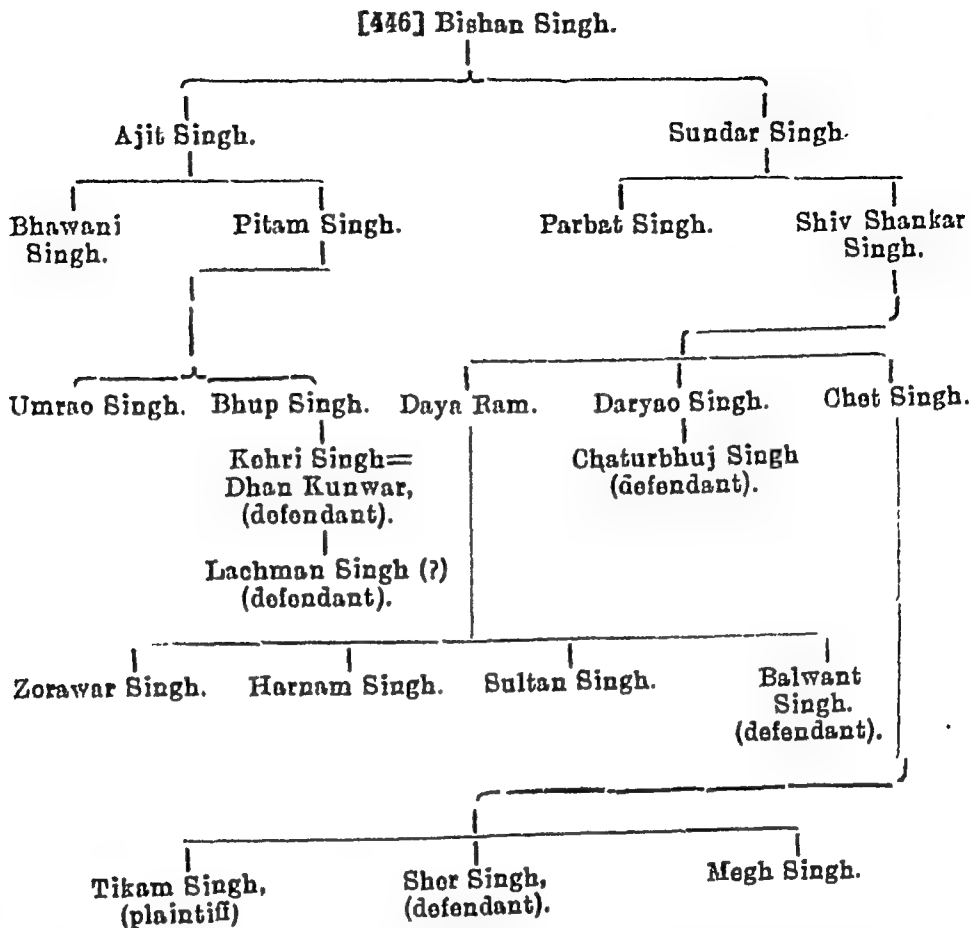 [446] Bishan Singh.
Ajit Singh. Sundar Singh.
Bhawani Singh. Pitam Singh. Parbat Singh. Shiv Shankar Singh.
Umrao Singh. Bhup Singh. Daya Ram. Daryao Singh. Chet Singh.
Kehri Singh=
Dhan Kunwar,
(defendant).
Chaturbhuj Singh
(defendant).
Lachman Singh (?)
(defendant).
Zorawar Singh. Harnam Singh. Sultan Singh. Balwant
Singh.
(defendant).
Tikam Singh,
(plaintiff)
Sher Singh,
(defendant).
Megh Singh.